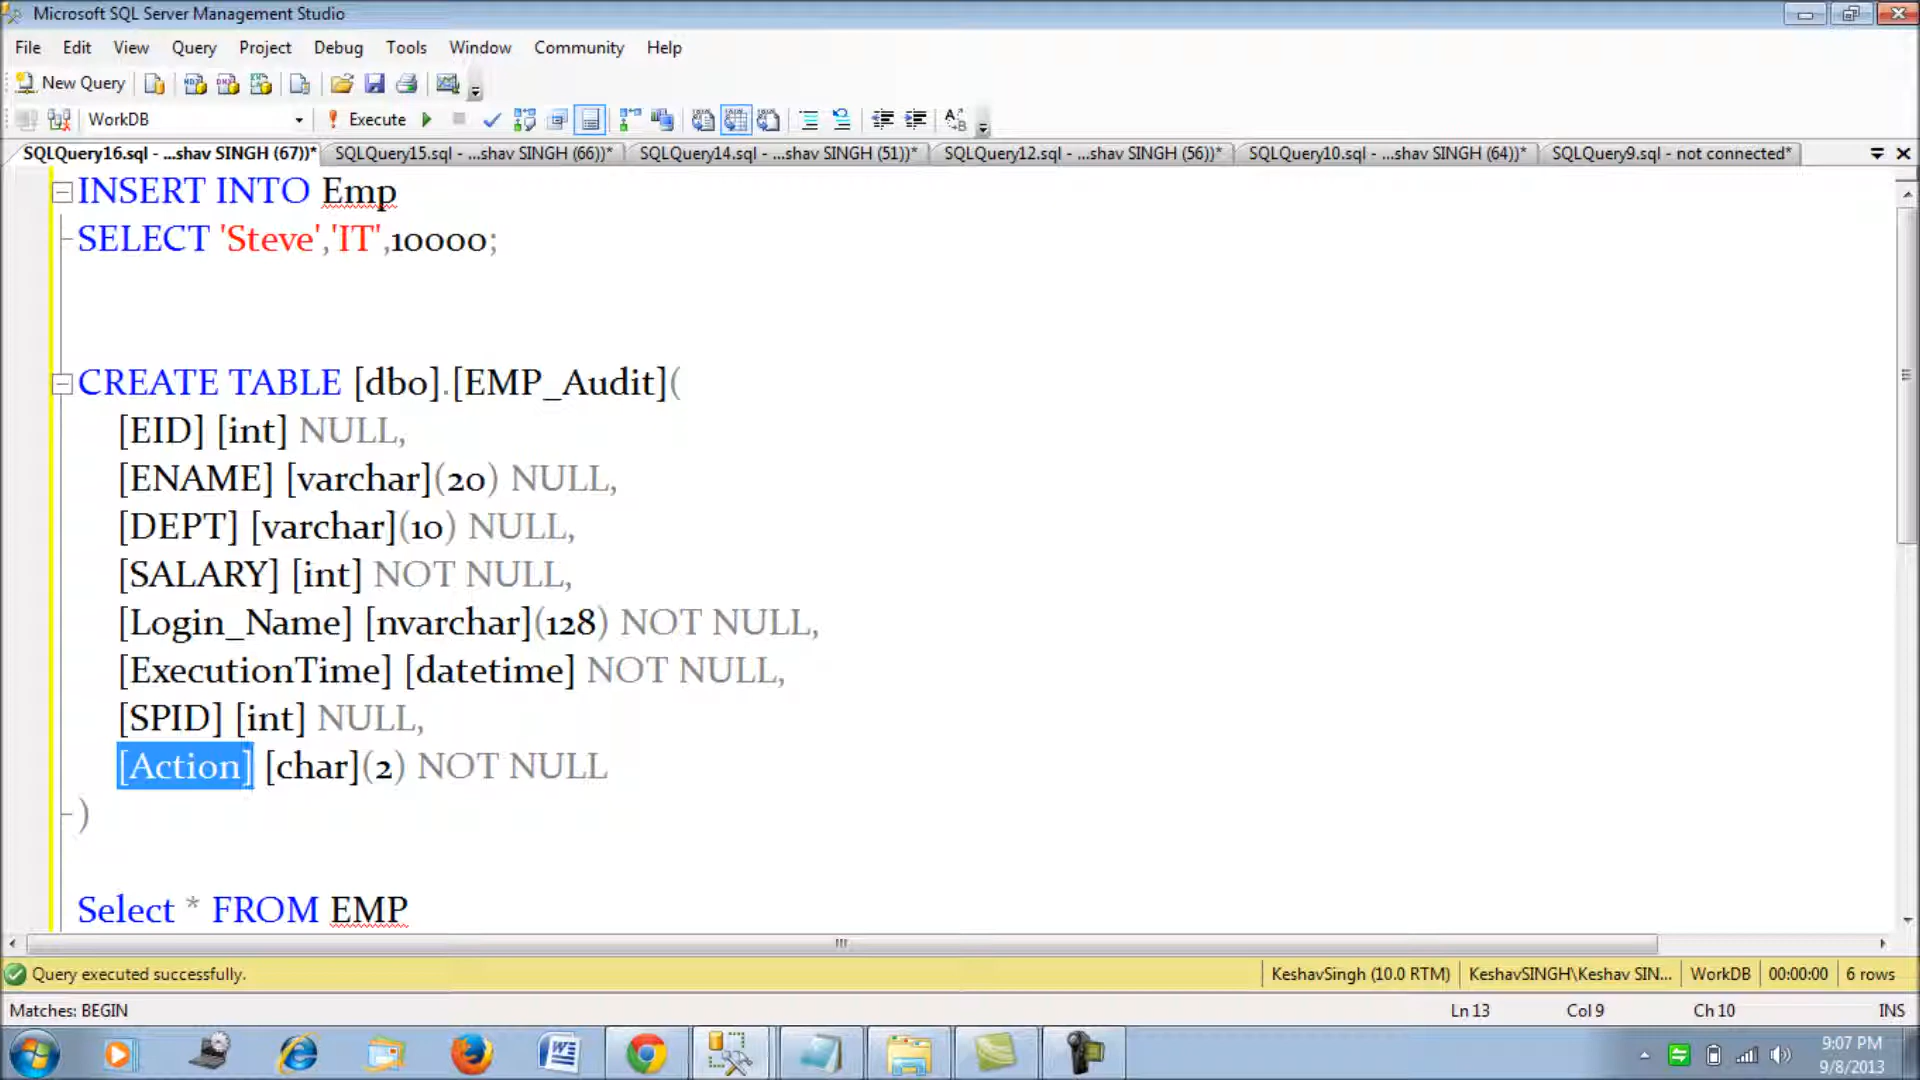 Microsoft SQL Server Management Studio
File Edit View Query Project Debug Tools Window Community Help
New Query
WorkDB Execute
SQLQuery16.sql - ...shav SINGH (67))* SQLQuery15.sql - ...shav SINGH (66))* SQLQuery14.sql - ...shav SINGH (51))* SQLQuery12.sql - ...shav SINGH (56))* SQLQuery10.sql - ...shav SINGH (64))* SQLQuery9.sql - not connected*
INSERT INTO Emp
SELECT 'Steve','IT',10000;
CREATE TABLE [dbo].[EMP_Audit](
[EID] [int] NULL,
[ENAME] [varchar](20) NULL,
[DEPT] [varchar](10) NULL,
[SALARY] [int] NOT NULL,
[Login_Name] [nvarchar](128) NOT NULL,
[ExecutionTime] [datetime] NOT NULL,
[SPID] [int] NULL,
[Action] [char](2) NOT NULL
)
Select * FROM EMP
Query executed successfully. KeshavSingh (10.0 RTM) KeshavSINGH\Keshav SIN... WorkDB 00:00:00 6 rows
Matches: BEGIN Ln 13 Col 9 Ch 10 INS
9:07 PM
9/8/2013